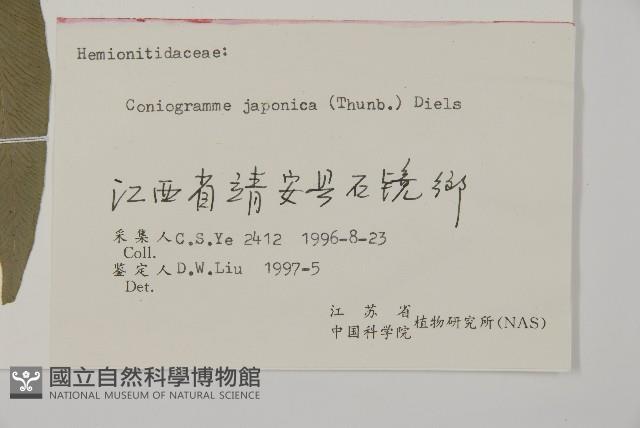 Hemionitidaceae:
Coniogramme japonica (Thunb.) Diels
江西省靖安县石镜鄉
采集人 C.S.Ye 2412 1996-8-23
Coll.
鉴定人 D.W.Liu 1997-5
Det.
江苏省
中国科学院 植物研究所(NAS)
國立自然科學博物館
NATIONAL MUSEUM OF NATURAL SCIENCE